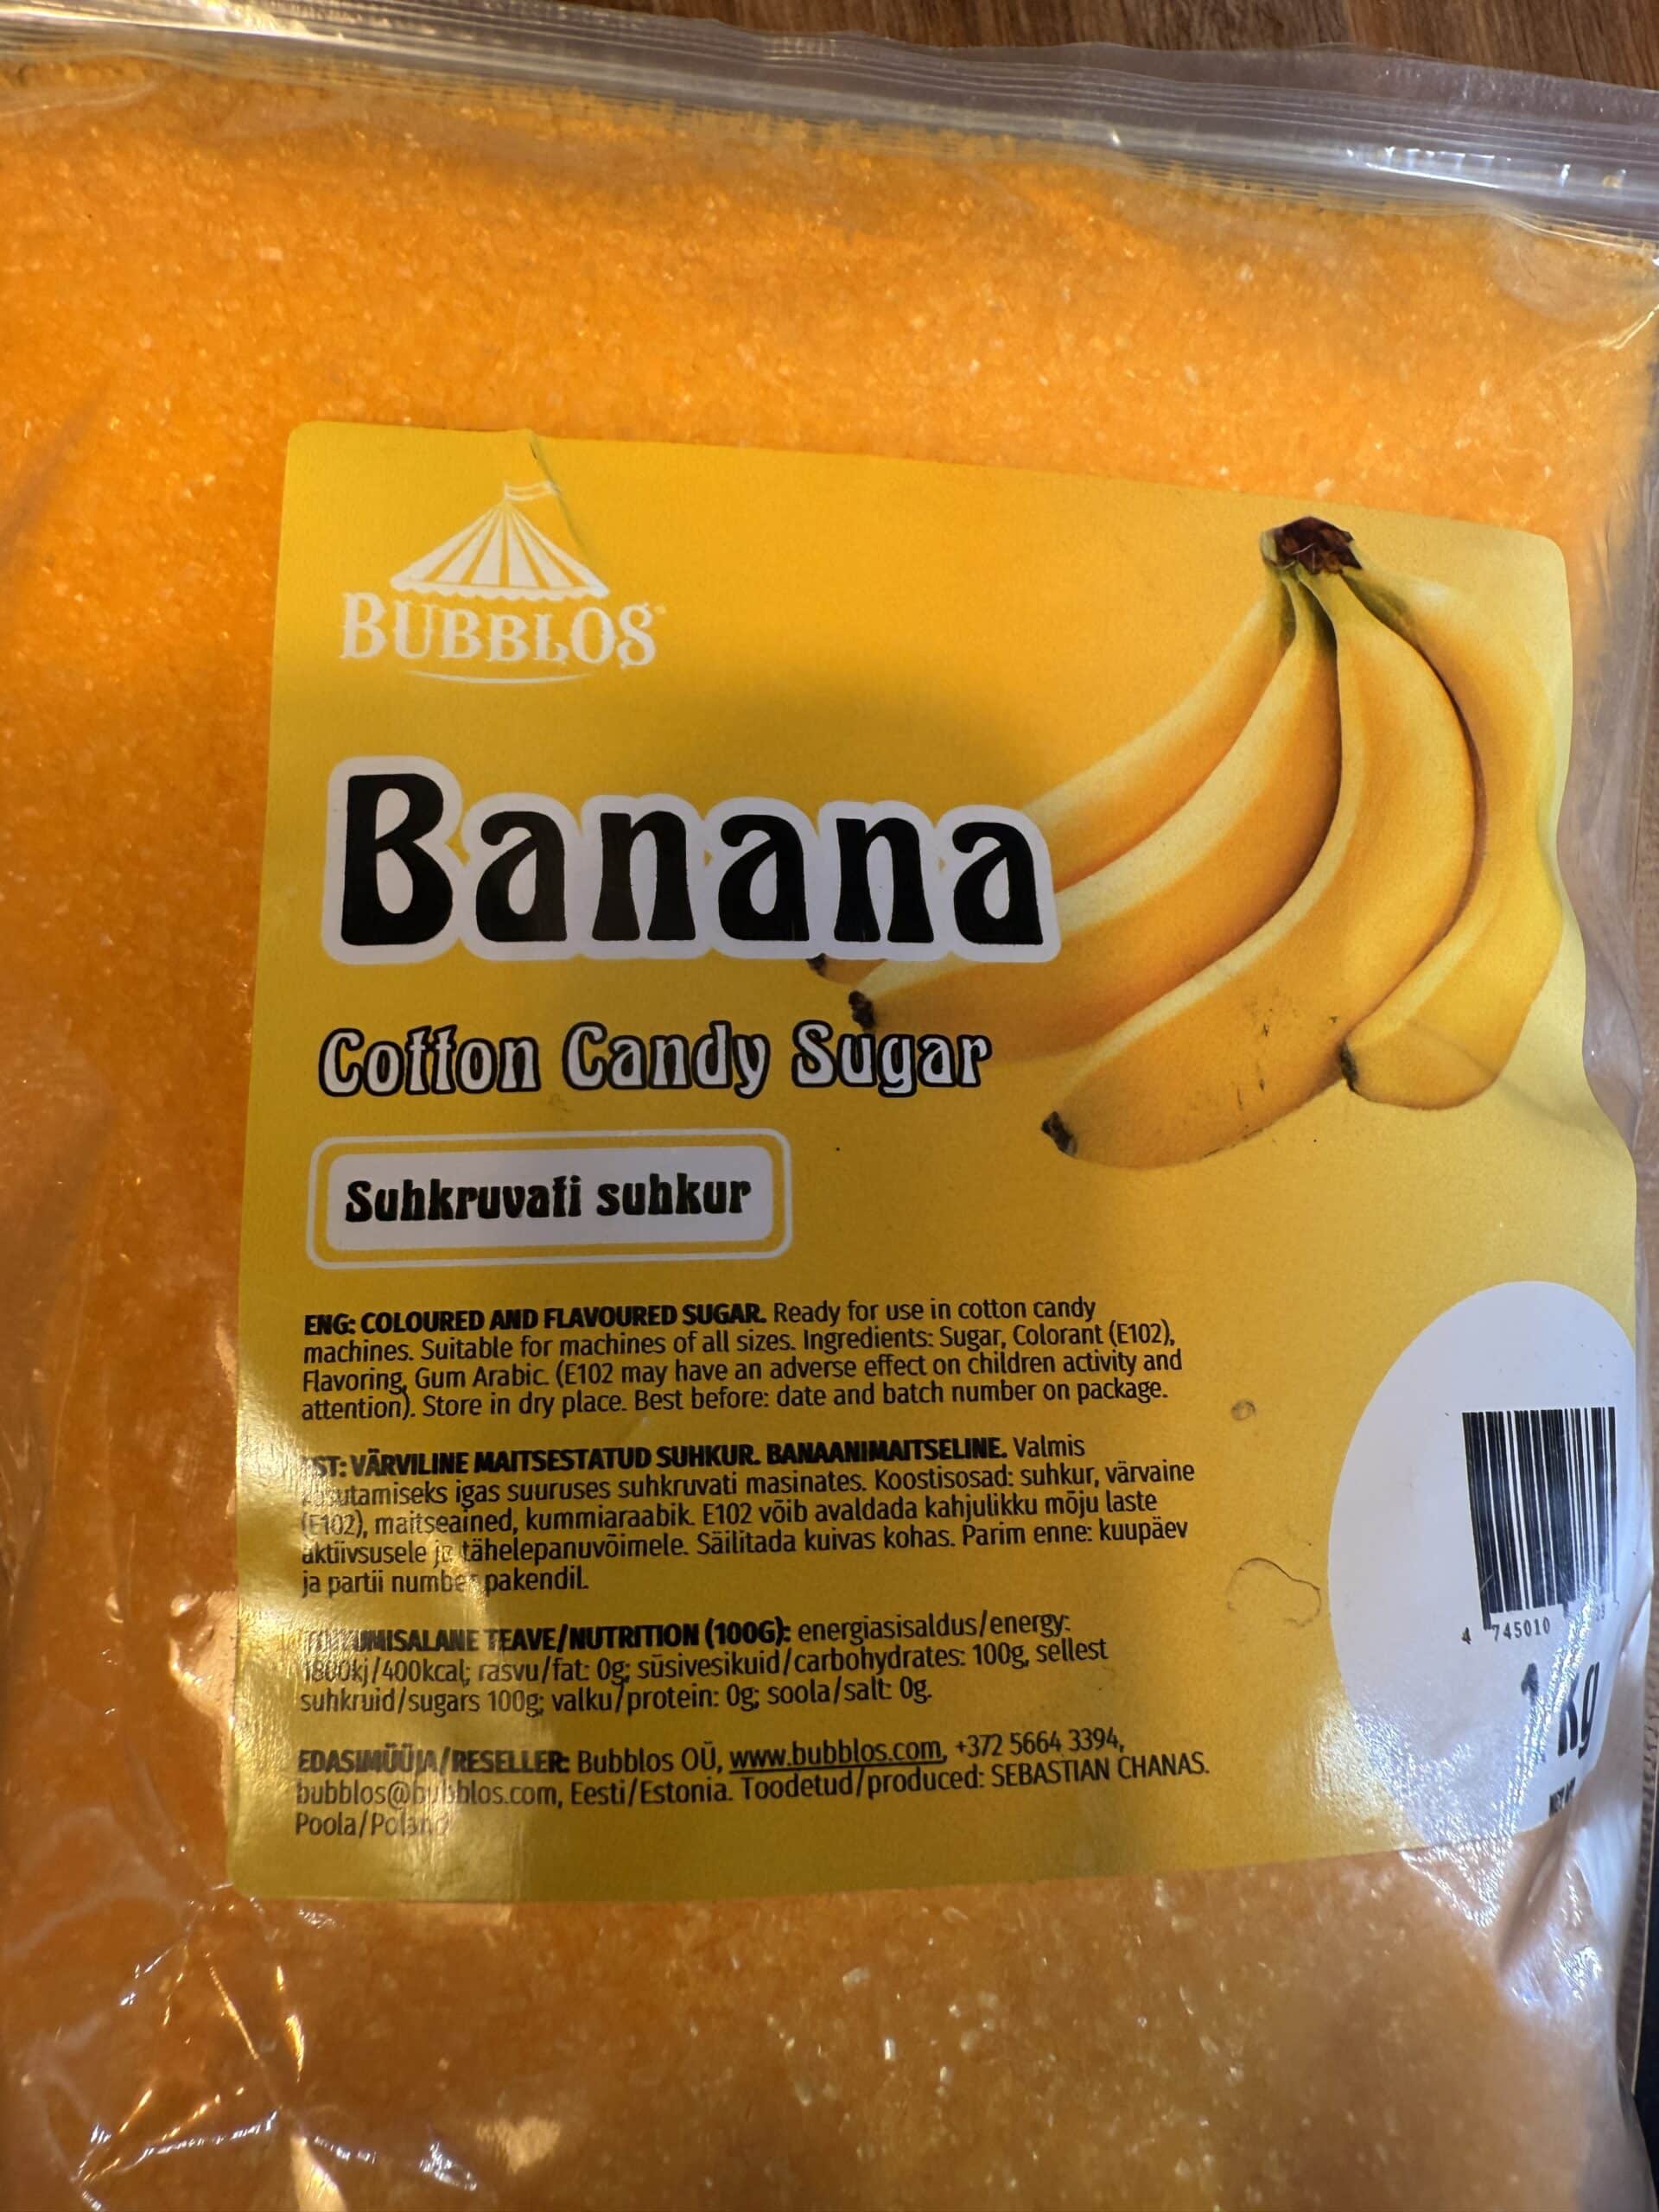 BUBBLOS
Banana
Cotton Candy Sugar
Suhkruvati suhkur
ENG: COLOURED AND FLAVOURED SUGAR. Ready for use in cotton candy
machines. Suitable for machines of all sizes. Ingredients: Sugar, Colorant (E102),
Flavoring, Gum Arabic. (E102 may have an adverse effect on children activity and
attention). Store in dry place. Best before: date and batch number on package.
VÄRVILINE MAITSESTATUD SUHKUR. BANAANIMAITSELINE. Valmis
igas suuruses suhkruvati masinates. Koostisosad: suhkur, värvaine
(E102), maitseained, kummiaraabik. E102 võib avaldada kahjulikku mõju laste
aktiivsusele ja tähelepanuvõimele. Säilitada kuivas kohas. Parim enne: kuupäev
ja partii number pakendil.
TEAVE/NUTRITION (100G): energiasisaldus/energy:
1800kj/400kcal; rasvu/fat: 0g; süsivesikuid/carbohydrates: 100g, sellest
suhkruid/sugars 100g; valku/protein: 0g; soola/salt: 0g.
EDASIMÜÜJA/RESELLER: Bubblos OÜ, www.bubblos.com, +372 5664 3394,
bubblos@bubblos.com, Eesti/Estonia. Toodetud/produced: SEBASTIAN CHANAS.
Poola/Poland
4 745010
1 kg